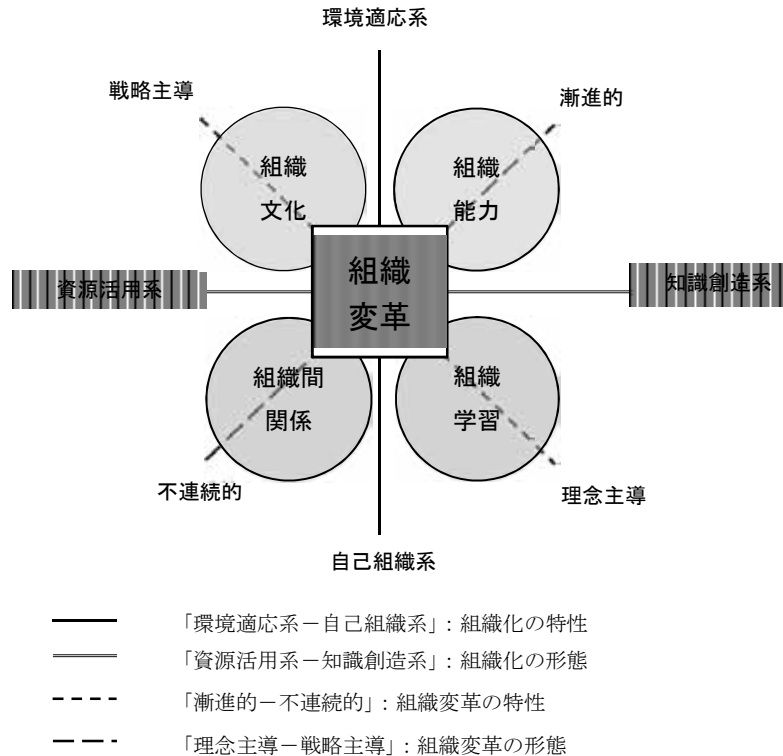 環境適応系
戦略主導
漸進的
組織
文化
組織
能力
資源活用系
組織
変革
知識創造系
組織間
関係
組織
学習
不連続的
理念主導
自己組織系
「環境適応系－自己組織系」: 組織化の特性
「資源活用系－知識創造系」: 組織化の形態
「漸進的－不連続的」: 組織変革の特性
「理念主導－戦略主導」: 組織変革の形態